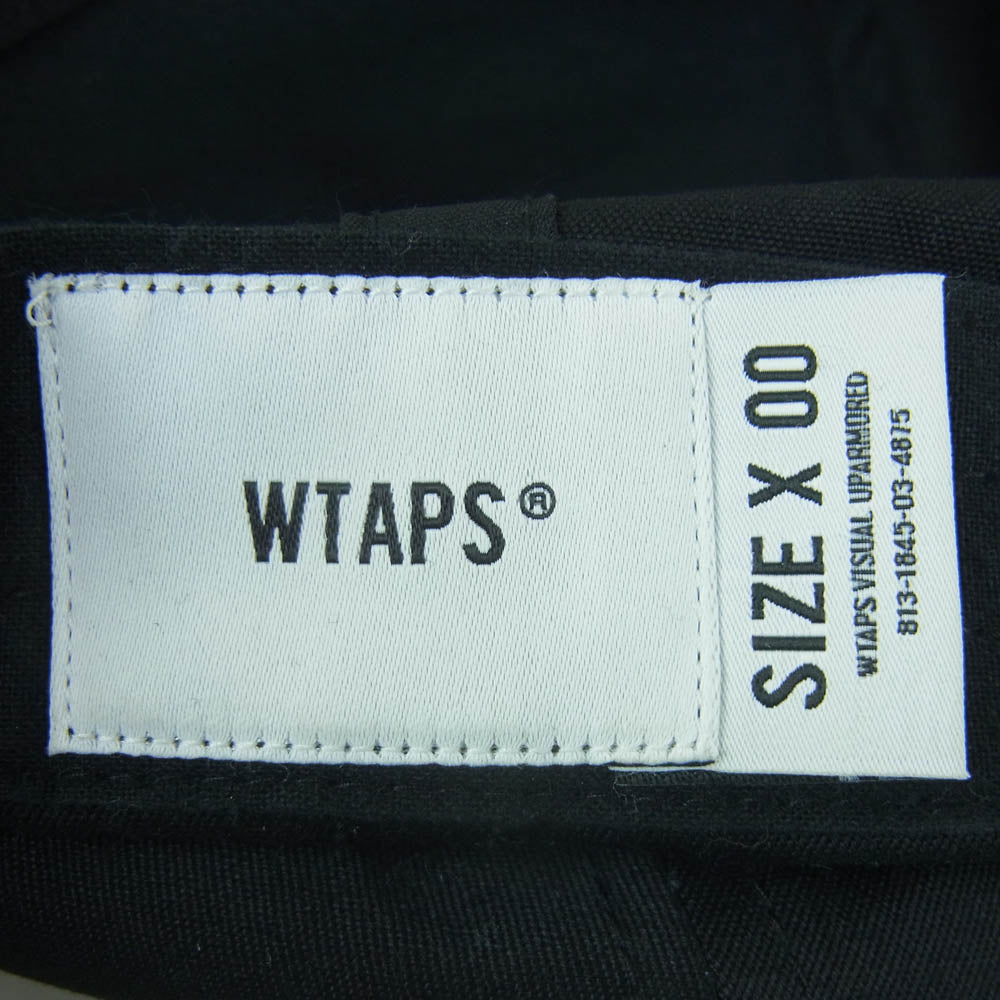 WTAPS®
SIZE X 00
WTAPS VISUAL UPARMORED
813-1845-03-4875